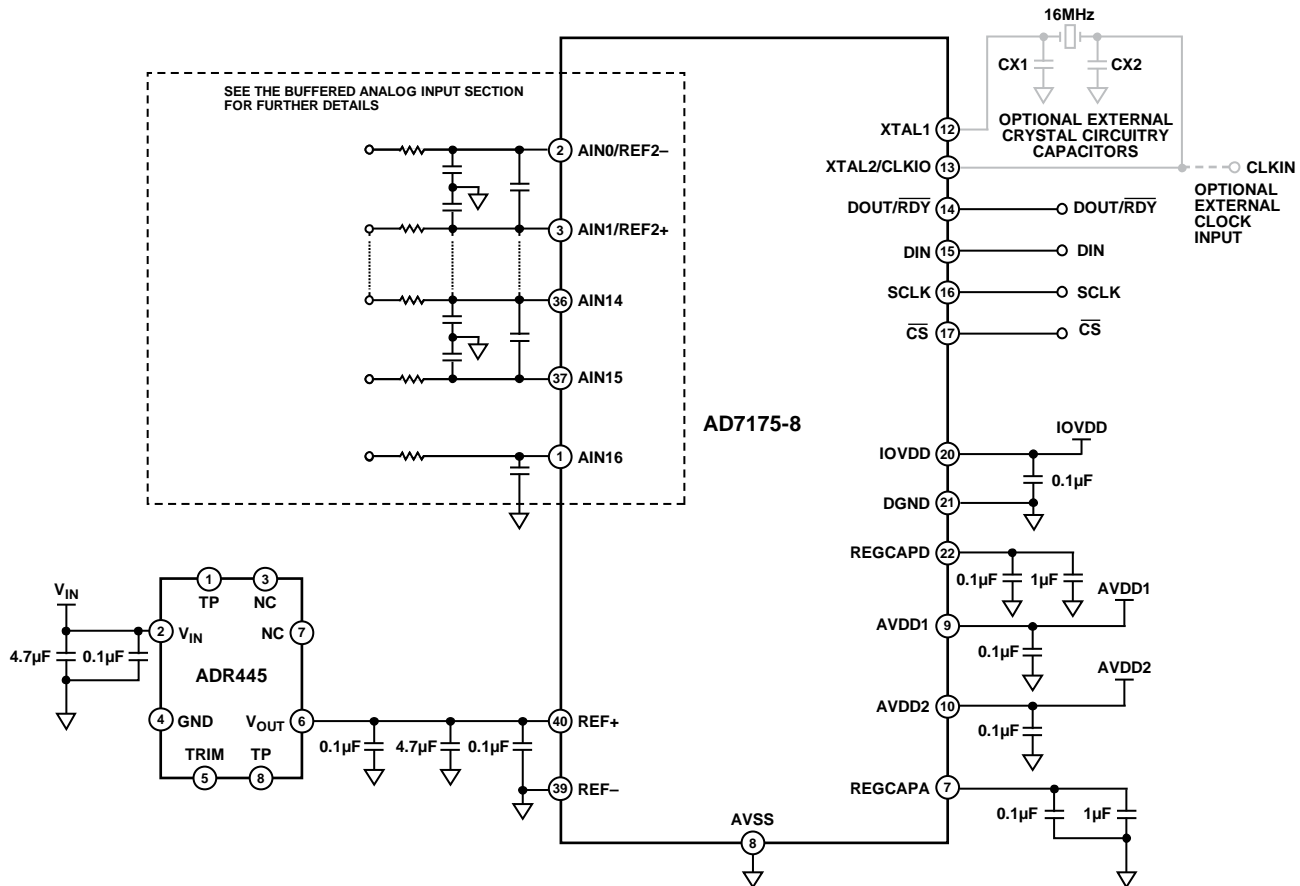 16MHz
CX1
CX2
OPTIONAL EXTERNAL
CRYSTAL CIRCUITRY
CAPACITORS
SEE THE BUFFERED ANALOG INPUT SECTION
FOR FURTHER DETAILS
2 AIN0/REF2–
3 AIN1/REF2+
36 AIN14
37 AIN15
1 AIN16
AD7175-8
XTAL1 12
XTAL2/CLKIO 13
CLKIN
OPTIONAL
EXTERNAL
CLOCK
INPUT
DOUT/RDY 14 DOUT/RDY
DIN 15 DIN
SCLK 16 SCLK
CS 17 CS
IOVDD
IOVDD 20
0.1µF
DGND 21
REGCAPD 22
0.1µF 1µF
AVDD1
AVDD1 9
0.1µF
AVDD2
AVDD2 10
0.1µF
REGCAPA 7
0.1µF 1µF
VIN
1 3
TP NC
2 VIN
NC 7
4.7µF 0.1µF
ADR445
4 GND
VOUT 6
TRIM TP
5 8
0.1µF 4.7µF 0.1µF
40 REF+
39 REF–
AVSS
8